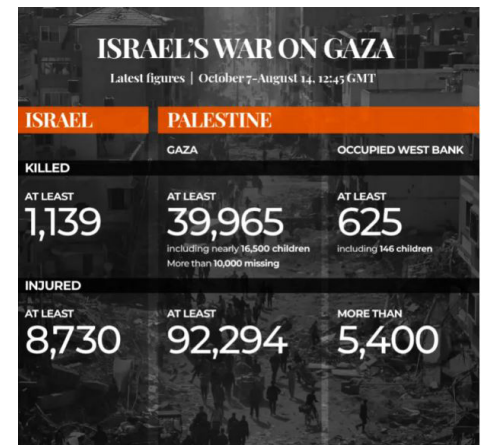 ISRAEL'S WAR ON GAZA
Latest figures | October 7-August 14, 12:45 GMT
ISRAEL
PALESTINE
GAZA
OCCUPIED WEST BANK
KILLED
AT LEAST
1,139
AT LEAST
39,965
including nearly 16,500 children
More than 10,000 missing
AT LEAST
625
including 146 children
INJURED
AT LEAST
8,730
AT LEAST
92,294
MORE THAN
5,400